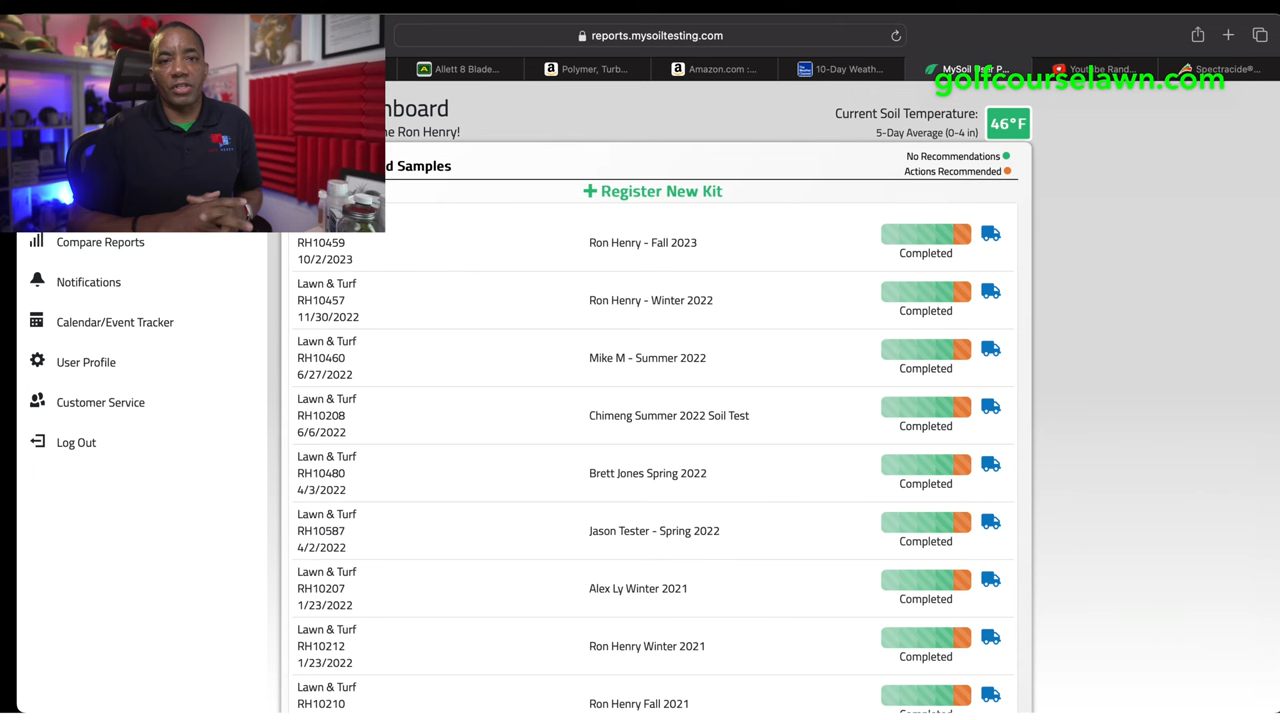 reports.mysoiltesting.com
Allett 8 Blade...
Polymer, Turb...
Amazon.com :...
10-Day Weath...
MySoil User P...
Youtube Rand...
Spectracide®...
golfcourselawn.com
hboard
me Ron Henry!
Current Soil Temperature:
5-Day Average (0-4 in)
46°F
d Samples
No Recommendations
Actions Recommended
Register New Kit
Compare Reports
Notifications
Calendar/Event Tracker
User Profile
Customer Service
Log Out
RH10459
10/2/2023
Ron Henry - Fall 2023
Completed
Lawn & Turf
RH10457
11/30/2022
Ron Henry - Winter 2022
Completed
Lawn & Turf
RH10460
6/27/2022
Mike M - Summer 2022
Completed
Lawn & Turf
RH10208
6/6/2022
Chimeng Summer 2022 Soil Test
Completed
Lawn & Turf
RH10480
4/3/2022
Brett Jones Spring 2022
Completed
Lawn & Turf
RH10587
4/2/2022
Jason Tester - Spring 2022
Completed
Lawn & Turf
RH10207
1/23/2022
Alex Ly Winter 2021
Completed
Lawn & Turf
RH10212
1/23/2022
Ron Henry Winter 2021
Completed
Lawn & Turf
RH10210
Ron Henry Fall 2021